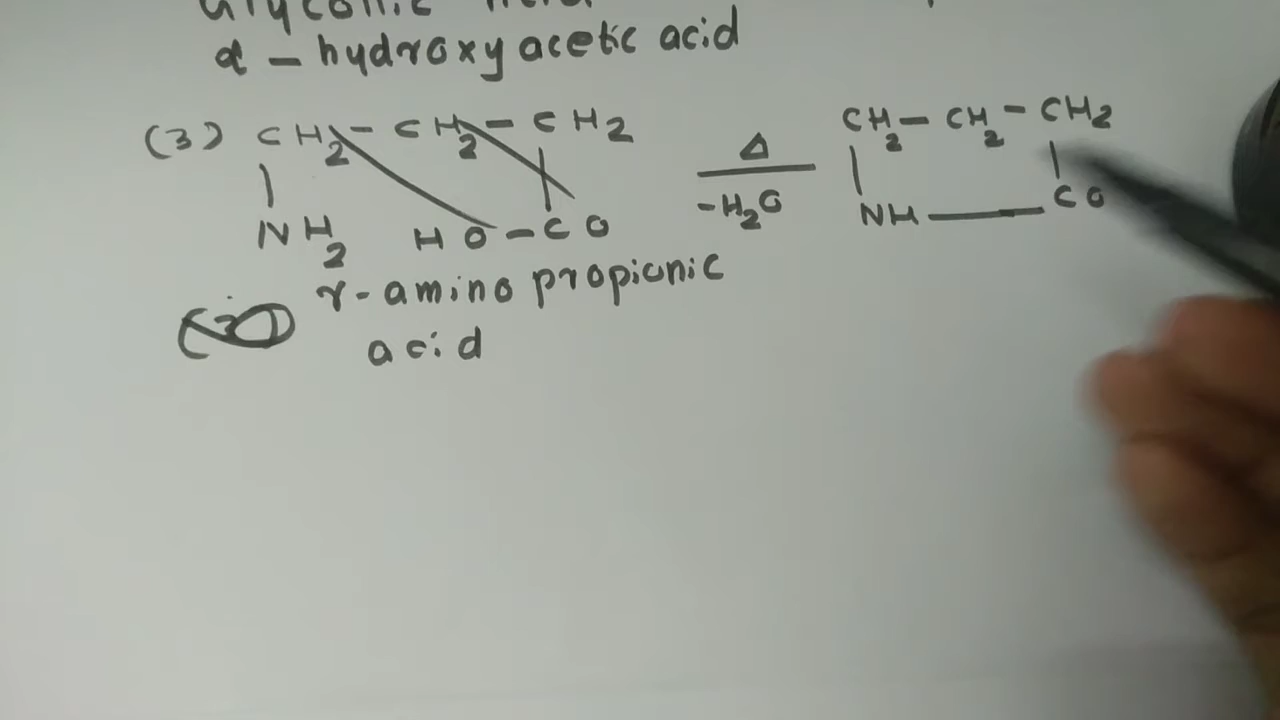 α - hydroxy acetic acid
(3) CH2 - CH2 - CH2
NH2 HO-CO
Δ
-H2O
CH2 - CH2 - CH2
NH — CO
γ- amino propionic
acid